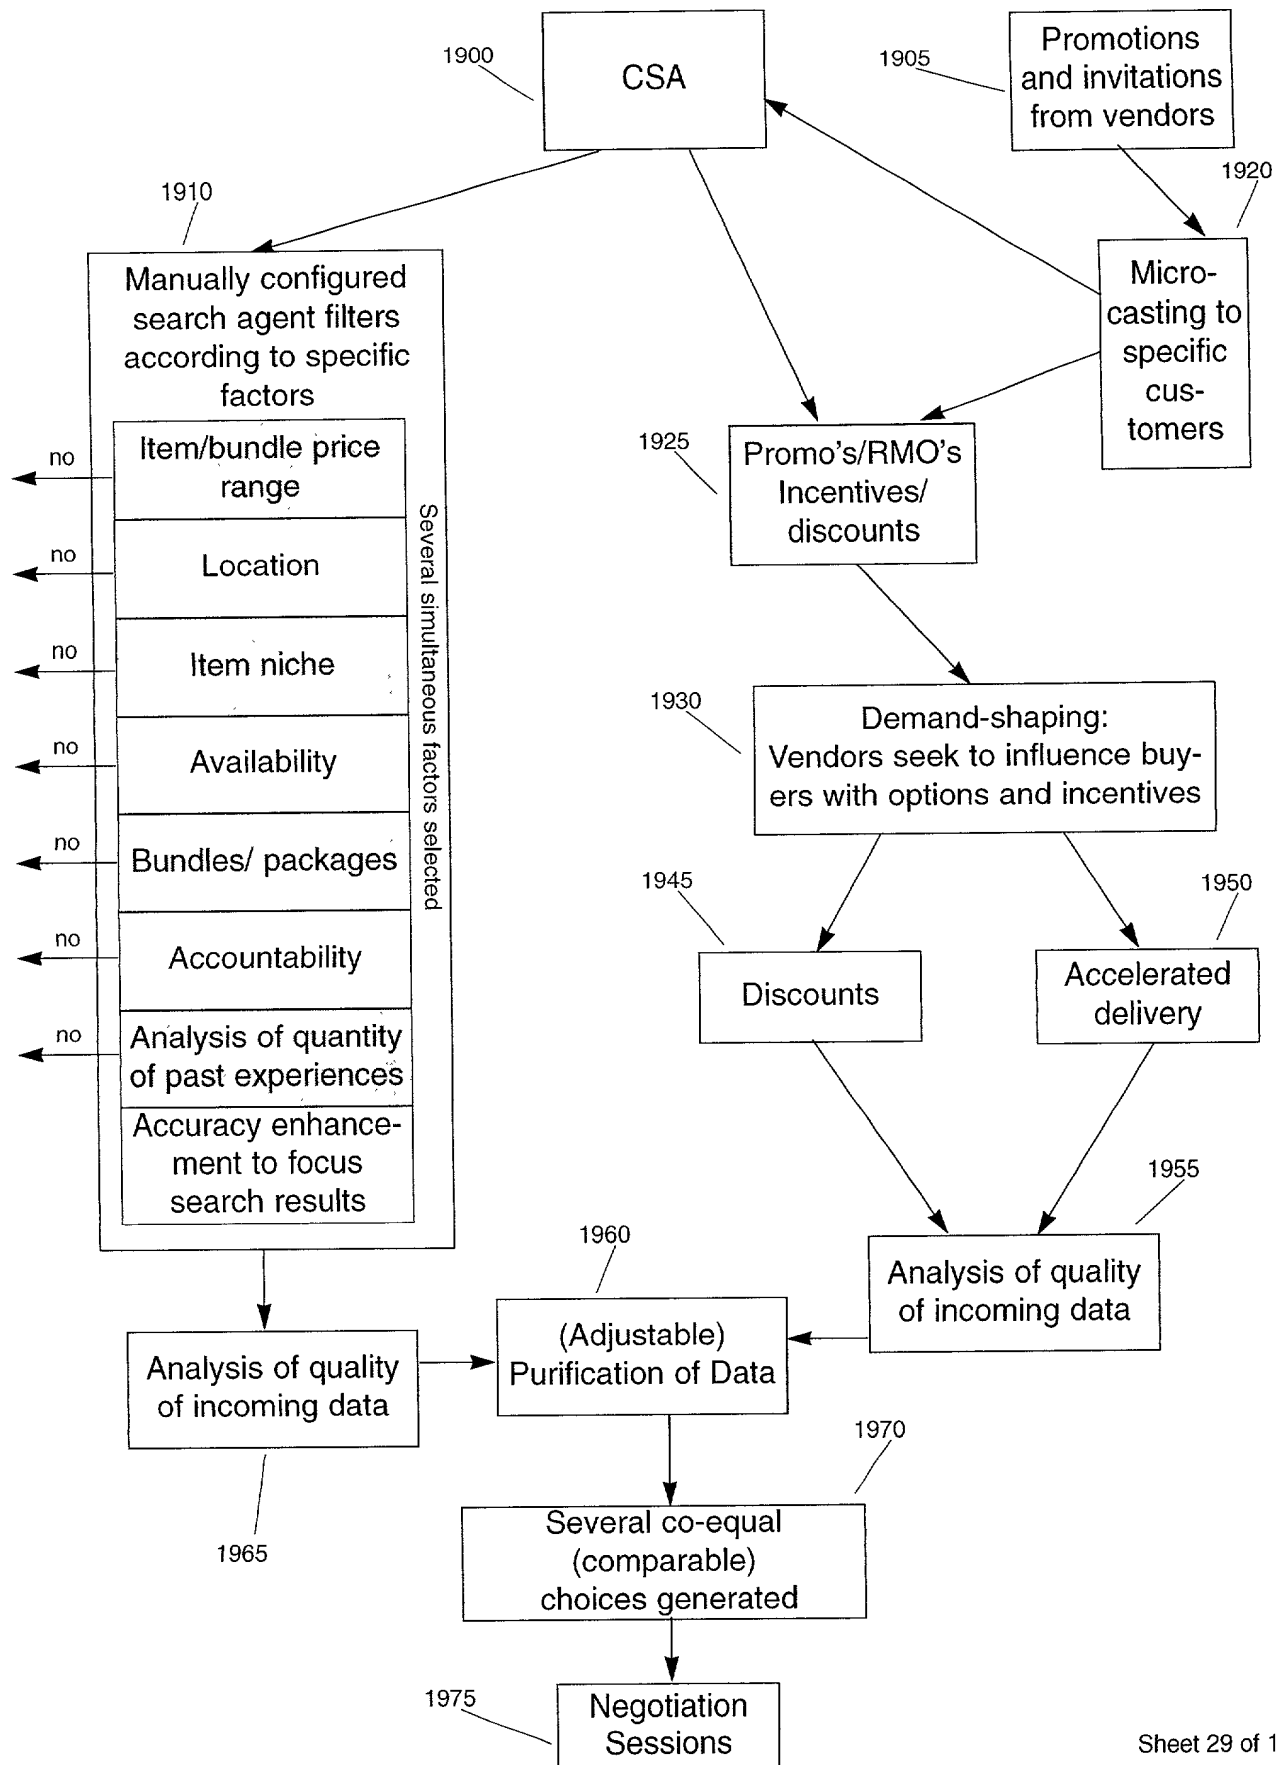 1900
CSA
1905
Promotions
and invitations
from vendors
1910
1920
Manually configured
search agent filters
according to specific
factors
Micro-
casting to
specific
cus-
tomers
no
Item/bundle price
range
no
Location
no
Item niche
no
Availability
no
Bundles/ packages
no
Accountability
no
Analysis of quantity
of past experiences
Accuracy enhance-
ment to focus
search results
Several simultaneous factors selected
1925
Promo's/RMO's
Incentives/
discounts
1930
Demand-shaping:
Vendors seek to influence buy-
ers with options and incentives
1945
Discounts
1950
Accelerated
delivery
1955
Analysis of quality
of incoming data
1960
(Adjustable)
Purification of Data
Analysis of quality
of incoming data
1965
1970
Several co-equal
(comparable)
choices generated
1975
Negotiation
Sessions
Sheet 29 of 1